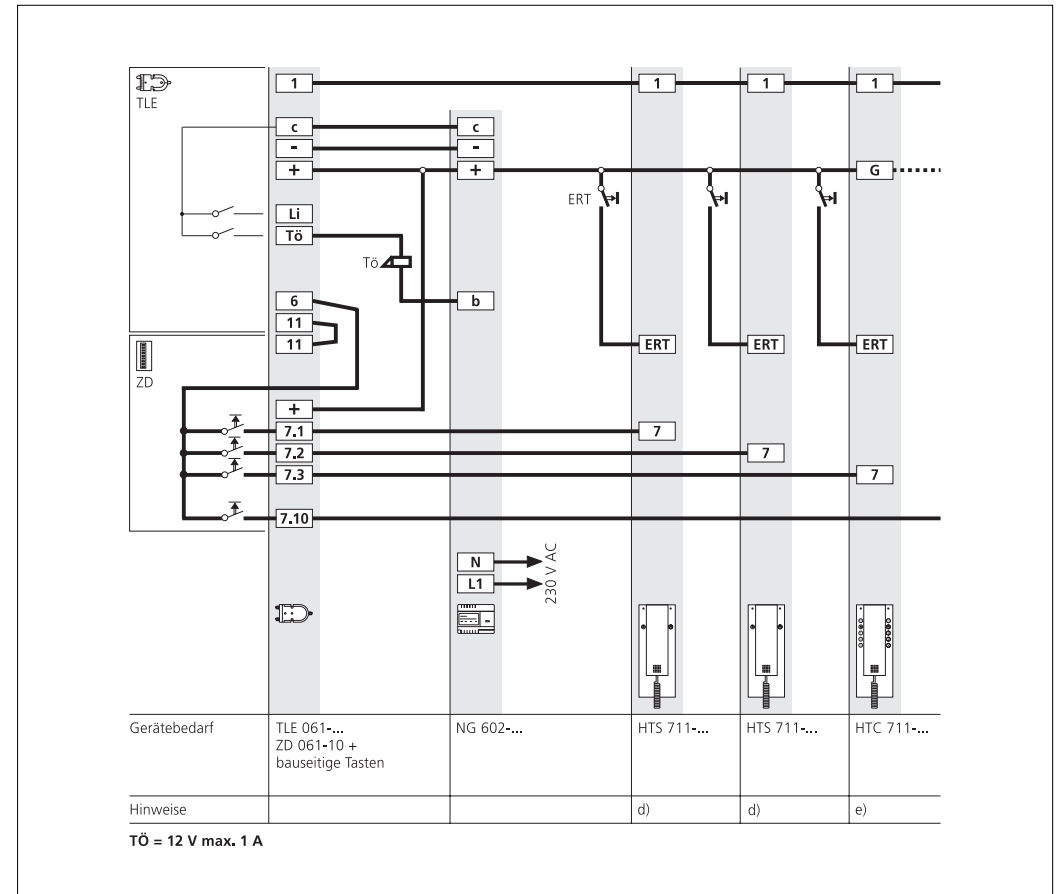 1 1 1 1
TLE
c c
- -
+ + G
ERT
Li
Tö
Tö
6 b
11
11 ERT ERT ERT
ZD
+
7.1 7
7.2 7
7.3 7
7.10
N
L1
230 V AC
Gerätebedarf TLE 061-... NG 602-... HTS 711-... HTS 711-... HTC 711-...
ZD 061-10 +
bauseitige Tasten
Hinweise d) d) e)
TÖ = 12 V max. 1 A